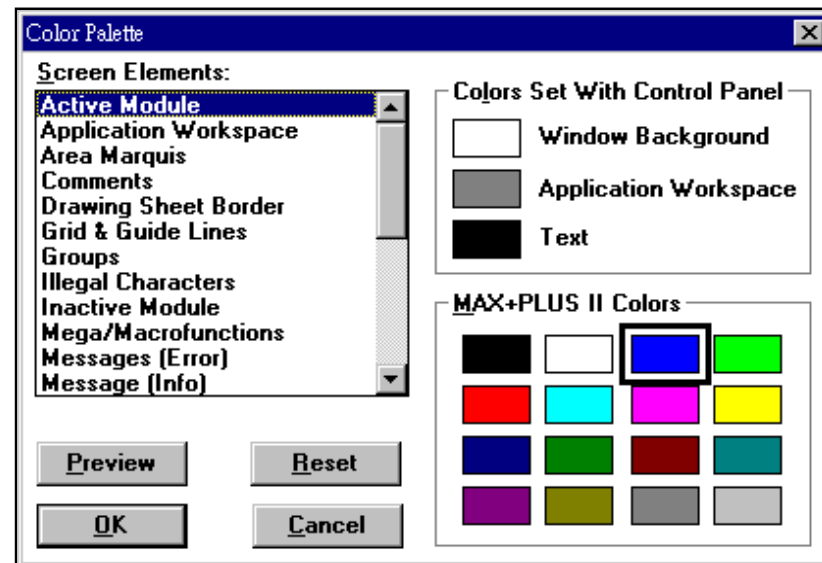 Color Palette
Screen Elements:
Active Module
Application Workspace
Area Marquis
Comments
Drawing Sheet Border
Grid & Guide Lines
Groups
Illegal Characters
Inactive Module
Mega/Macrofunctions
Messages (Error)
Message (Info)
Preview
Reset
OK
Cancel
Colors Set With Control Panel
Window Background
Application Workspace
Text
MAX+PLUS II Colors